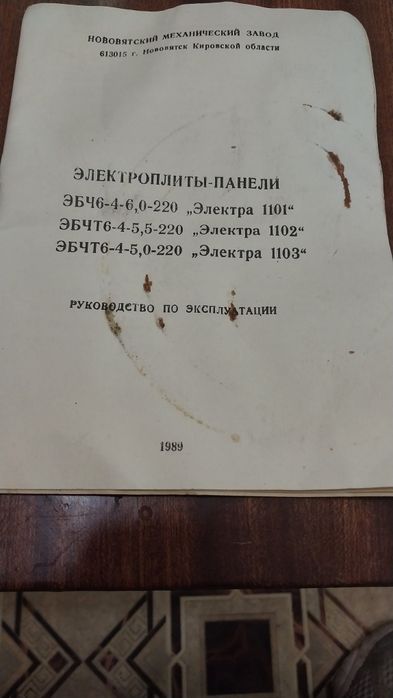 НОВОВЯТСКИЙ МЕХАНИЧЕСКИЙ ЗАВОД
613015 г. Нововятск Кировской области
ЭЛЕКТРОПЛИТЫ-ПАНЕЛИ
ЭБЧ6-4-6,0-220 „Электра 1101“
ЭБЧТ6-4-5,5-220 „Электра 1102“
ЭБЧТ6-4-5,0-220 „Электра 1103“
РУКОВОДСТВО ПО ЭКСПЛУАТАЦИИ
1989